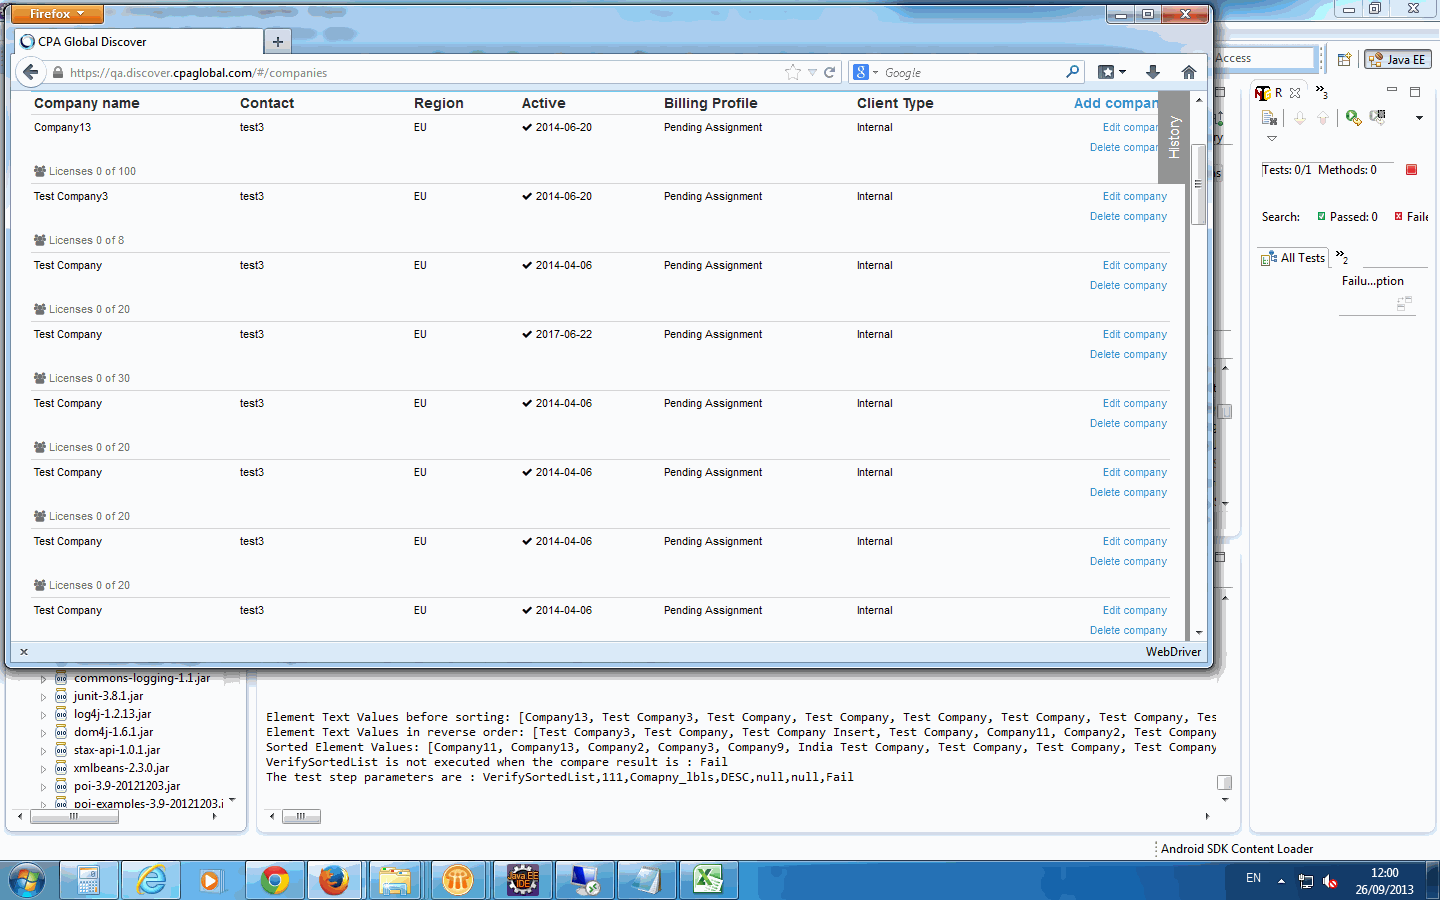 Firefox
CPA Global Discover
https://qa.discover.cpaglobal.com/#/companies
Google
Access
Java EE
Company name Contact Region Active Billing Profile Client Type Add compan
History
Company13 test3 EU 2014-06-20 Pending Assignment Internal Edit compa
Delete compar
Licenses 0 of 100
Test Company3 test3 EU 2014-06-20 Pending Assignment Internal Edit company
Delete company
Licenses 0 of 8
Test Company test3 EU 2014-04-06 Pending Assignment Internal Edit company
Delete company
Licenses 0 of 20
Test Company test3 EU 2017-06-22 Pending Assignment Internal Edit company
Delete company
Licenses 0 of 30
Test Company test3 EU 2014-04-06 Pending Assignment Internal Edit company
Delete company
Licenses 0 of 20
Test Company test3 EU 2014-04-06 Pending Assignment Internal Edit company
Delete company
Licenses 0 of 20
Test Company test3 EU 2014-04-06 Pending Assignment Internal Edit company
Delete company
Licenses 0 of 20
Test Company test3 EU 2014-04-06 Pending Assignment Internal Edit company
Delete company
WebDriver
R
3
Tests: 0/1 Methods: 0
Search: Passed: 0 Faile
All Tests
2
Failu...ption
commons-logging-1.1.jar
junit-3.8.1.jar
log4j-1.2.13.jar
dom4j-1.6.1.jar
stax-api-1.0.1.jar
xmlbeans-2.3.0.jar
poi-3.9-20121203.jar
poi-examples-3.9-20121203.j
Element Text Values before sorting: [Company13, Test Company3, Test Company, Test Company, Test Company, Test Company, Test Company, Tes
Element Text Values in reverse order: [Test Company3, Test Company, Test Company Insert, Test Company, Company11, Company2, Test Company
Sorted Element Values: [Company11, Company13, Company2, Company3, Company9, India Test Company, Test Company, Test Company, Test Company
VerifySortedList is not executed when the compare result is : Fail
The test step parameters are : VerifySortedList,111,Comapny_lbls,DESC,null,null,Fail
Android SDK Content Loader
Java EE
IDE
EN
12:00
26/09/2013